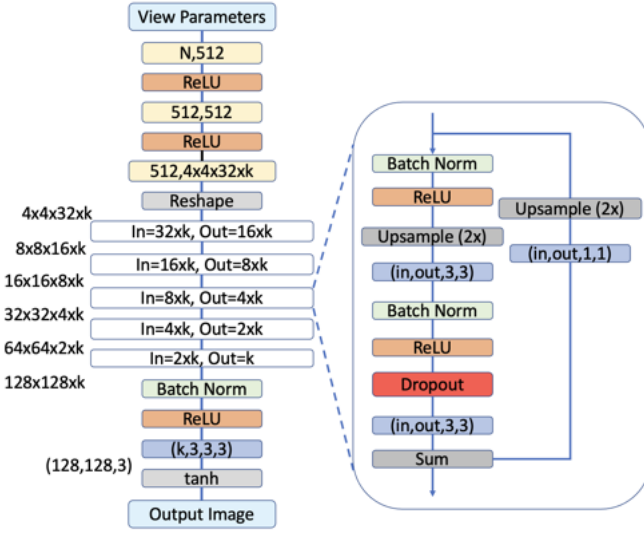 View Parameters
N,512
ReLU
512,512
ReLU
512,4x4x32xk
Reshape
4x4x32xk
In=32xk, Out=16xk
8x8x16xk
In=16xk, Out=8xk
16x16x8xk
In=8xk, Out=4xk
32x32x4xk
In=4xk, Out=2xk
64x64x2xk
In=2xk, Out=k
128x128xk
Batch Norm
ReLU
(k,3,3,3)
(128,128,3)
tanh
Output Image
Batch Norm
ReLU
Upsample (2x)
(in,out,3,3)
Batch Norm
ReLU
Dropout
(in,out,3,3)
Sum
Upsample (2x)
(in,out,1,1)